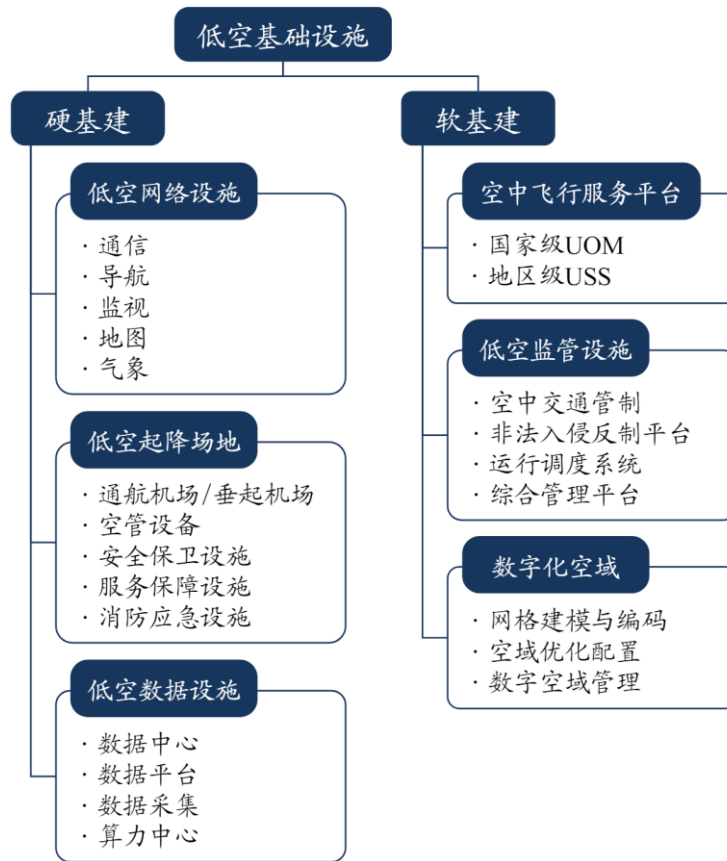 低空基础设施
硬基建
低空网络设施
· 通信
· 导航
· 监视
· 地图
· 气象
低空起降场地
· 通航机场/垂起机场
· 空管设备
· 安全保卫设施
· 服务保障设施
· 消防应急设施
低空数据设施
· 数据中心
· 数据平台
· 数据采集
· 算力中心
软基建
空中飞行服务平台
· 国家级UOM
· 地区级USS
低空监管设施
· 空中交通管制
· 非法入侵反制平台
· 运行调度系统
· 综合管理平台
数字化空域
· 网格建模与编码
· 空域优化配置
· 数字空域管理